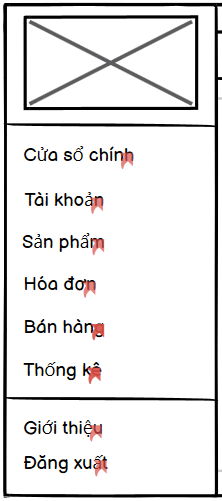 Cửa sổ chính
Tài khoản
Sản phẩm
Hóa đơn
Bán hàng
Thống kê
Giới thiệu
Đăng xuất